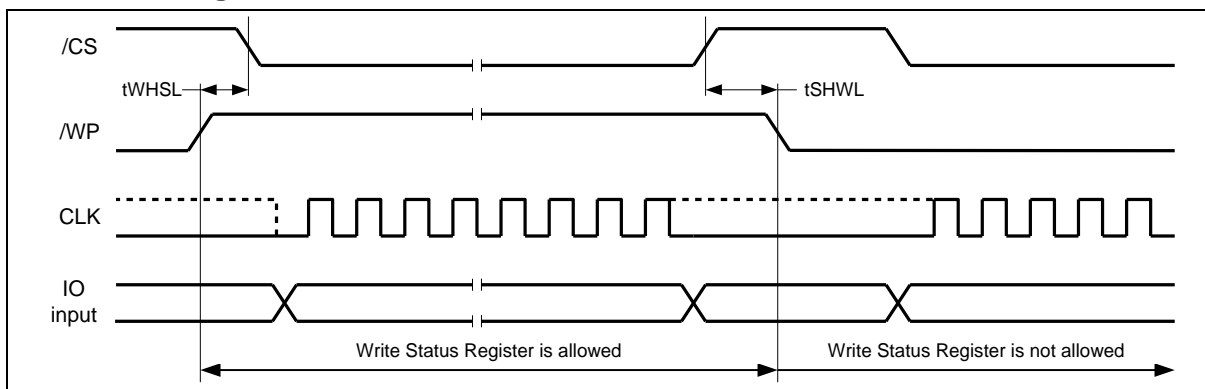 /CS
tWHSL
tSHWL
/WP
CLK
IO
input
Write Status Register is allowed
Write Status Register is not allowed